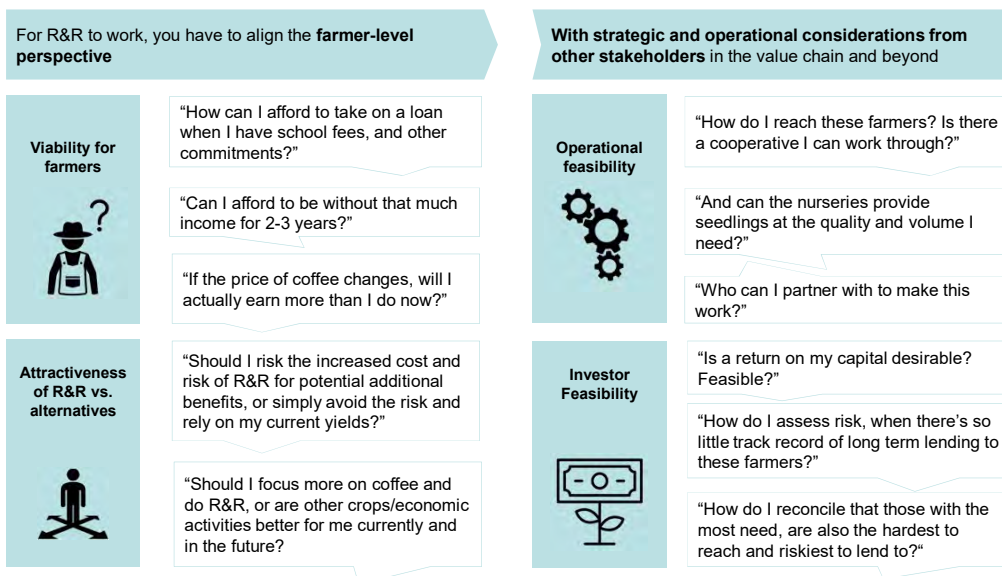 For R&R to work, you have to align the farmer-level
perspective
Viability for
farmers
“How can I afford to take on a loan
when I have school fees, and other
commitments?”
“Can I afford to be without that much
income for 2-3 years?”
“If the price of coffee changes, will I
actually earn more than I do now?”
Attractiveness
of R&R vs.
alternatives
“Should I risk the increased cost and
risk of R&R for potential additional
benefits, or simply avoid the risk and
rely on my current yields?”
“Should I focus more on coffee and
do R&R, or are other crops/economic
activities better for me currently and
in the future?
With strategic and operational considerations from
other stakeholders in the value chain and beyond
Operational
feasibility
“How do I reach these farmers? Is there
a cooperative I can work through?”
“And can the nurseries provide
seedlings at the quality and volume I
need?”
“Who can I partner with to make this
work?”
Investor
Feasibility
“Is a return on my capital desirable?
Feasible?”
“How do I assess risk, when there’s so
little track record of long term lending to
these farmers?”
“How do I reconcile that those with the
most need, are also the hardest to
reach and riskiest to lend to?“